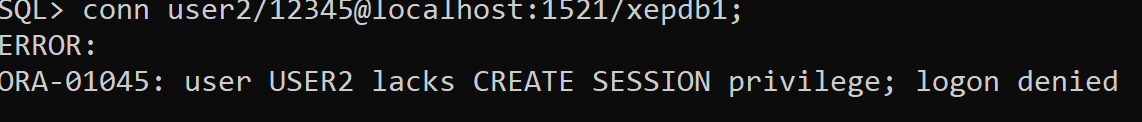 SQL> conn user2/12345@localhost:1521/xepdb1;
ERROR:
ORA-01045: user USER2 lacks CREATE SESSION privilege; logon denied